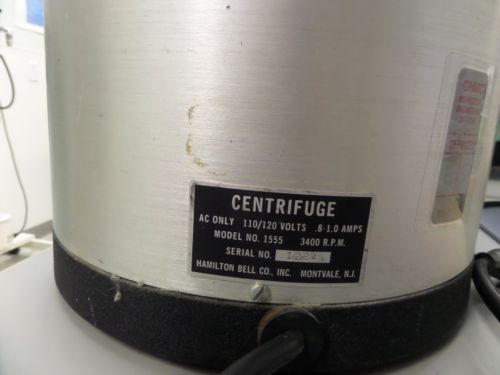 CENTRIFUGE
AC ONLY 110/120 VOLTS .8-1.0 AMPS
MODEL NO. 1555 3400 R.P.M.
SERIAL NO.
HAMILTON BELL CO., INC. MONTVALE, N.J.